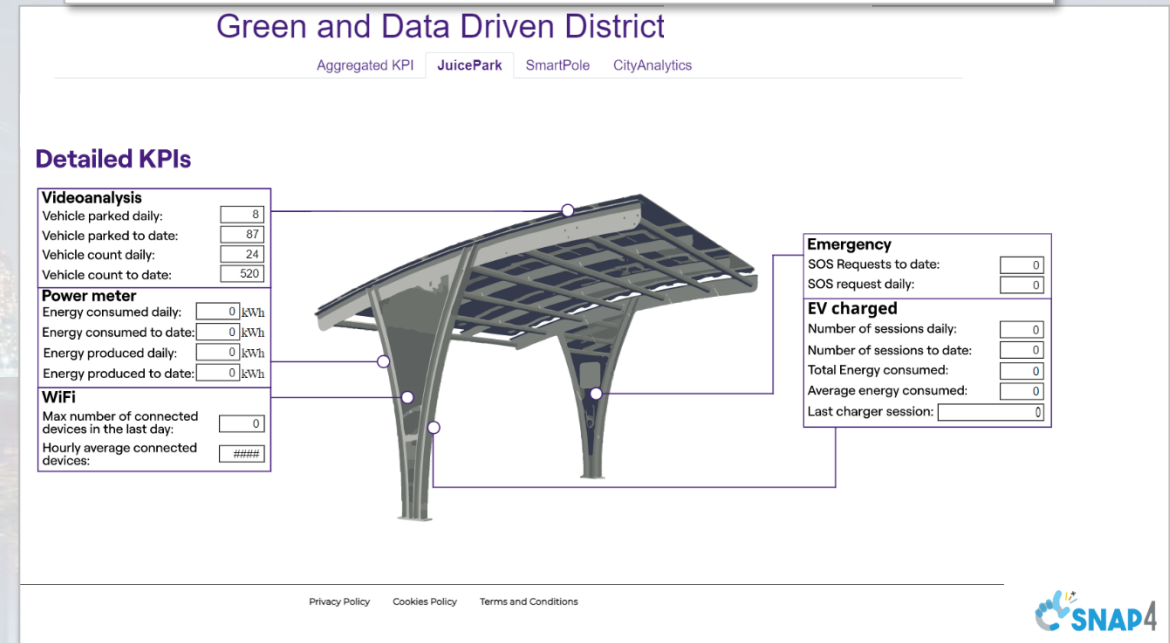 Green and Data Driven District
Aggregated KPI JuicePark SmartPole CityAnalytics
Detailed KPIs
Videoanalysis
Vehicle parked daily: 8
Vehicle parked to date: 87
Vehicle count daily: 24
Vehicle count to date: 520
Power meter
Energy consumed daily: 0 kWh
Energy consumed to date: 0 kWh
Energy produced daily: 0 kWh
Energy produced to date: 0 kWh
WiFi
Max number of connected
devices in the last day: 0
Hourly average connected
devices: ####
Emergency
SOS Requests to date: 0
SOS request daily: 0
EV charged
Number of sessions daily: 0
Number of sessions to date: 0
Total Energy consumed: 0
Average energy consumed: 0
Last charger session: 0
Privacy Policy Cookies Policy Terms and Conditions
SNAP4